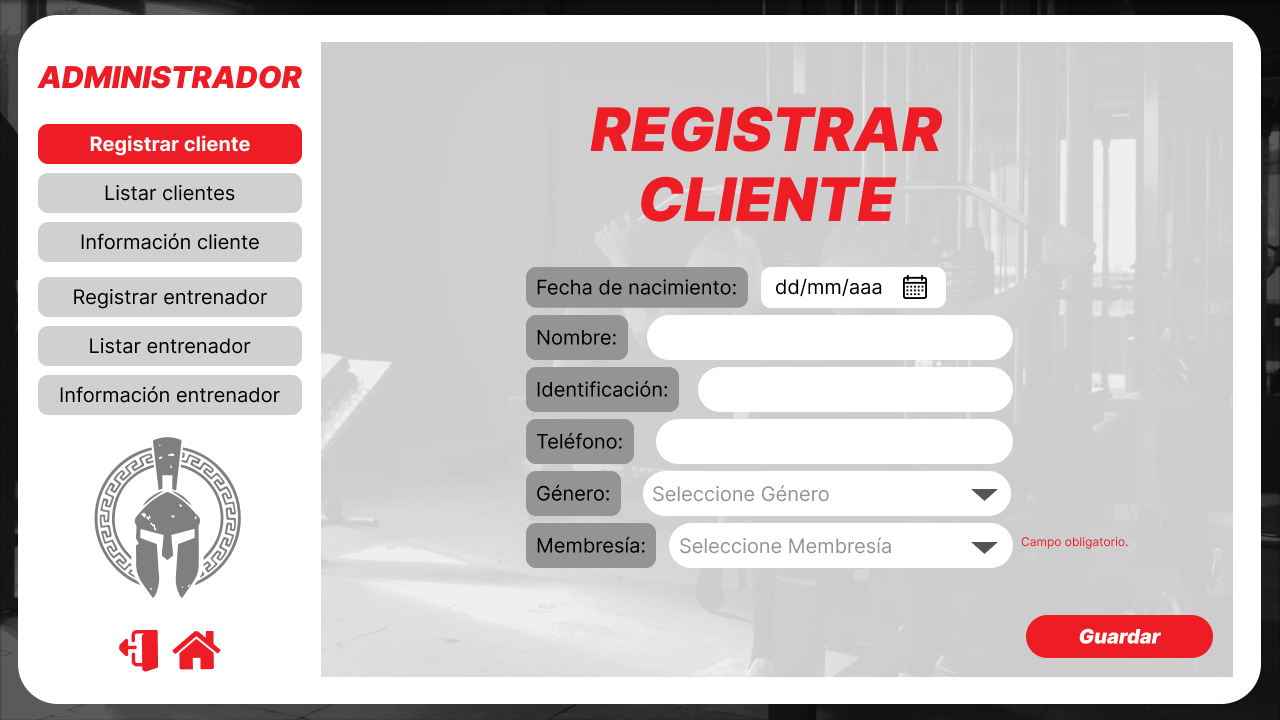 ADMINISTRADOR
Registrar cliente
Listar clientes
Información cliente
Registrar entrenador
Listar entrenador
Información entrenador
REGISTRAR
CLIENTE
Fecha de nacimiento: dd/mm/aaa
Nombre:
Identificación:
Teléfono:
Género: Seleccione Género
Membresía: Seleccione Membresía Campo obligatorio.
Guardar